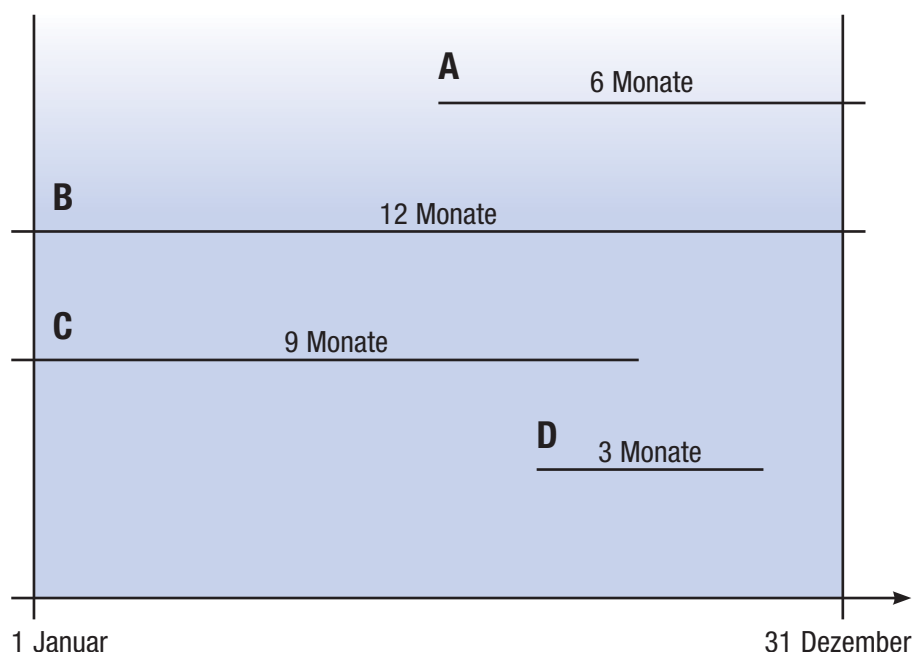 A
6 Monate
B
12 Monate
C
9 Monate
D
3 Monate
1 Januar
31 Dezember